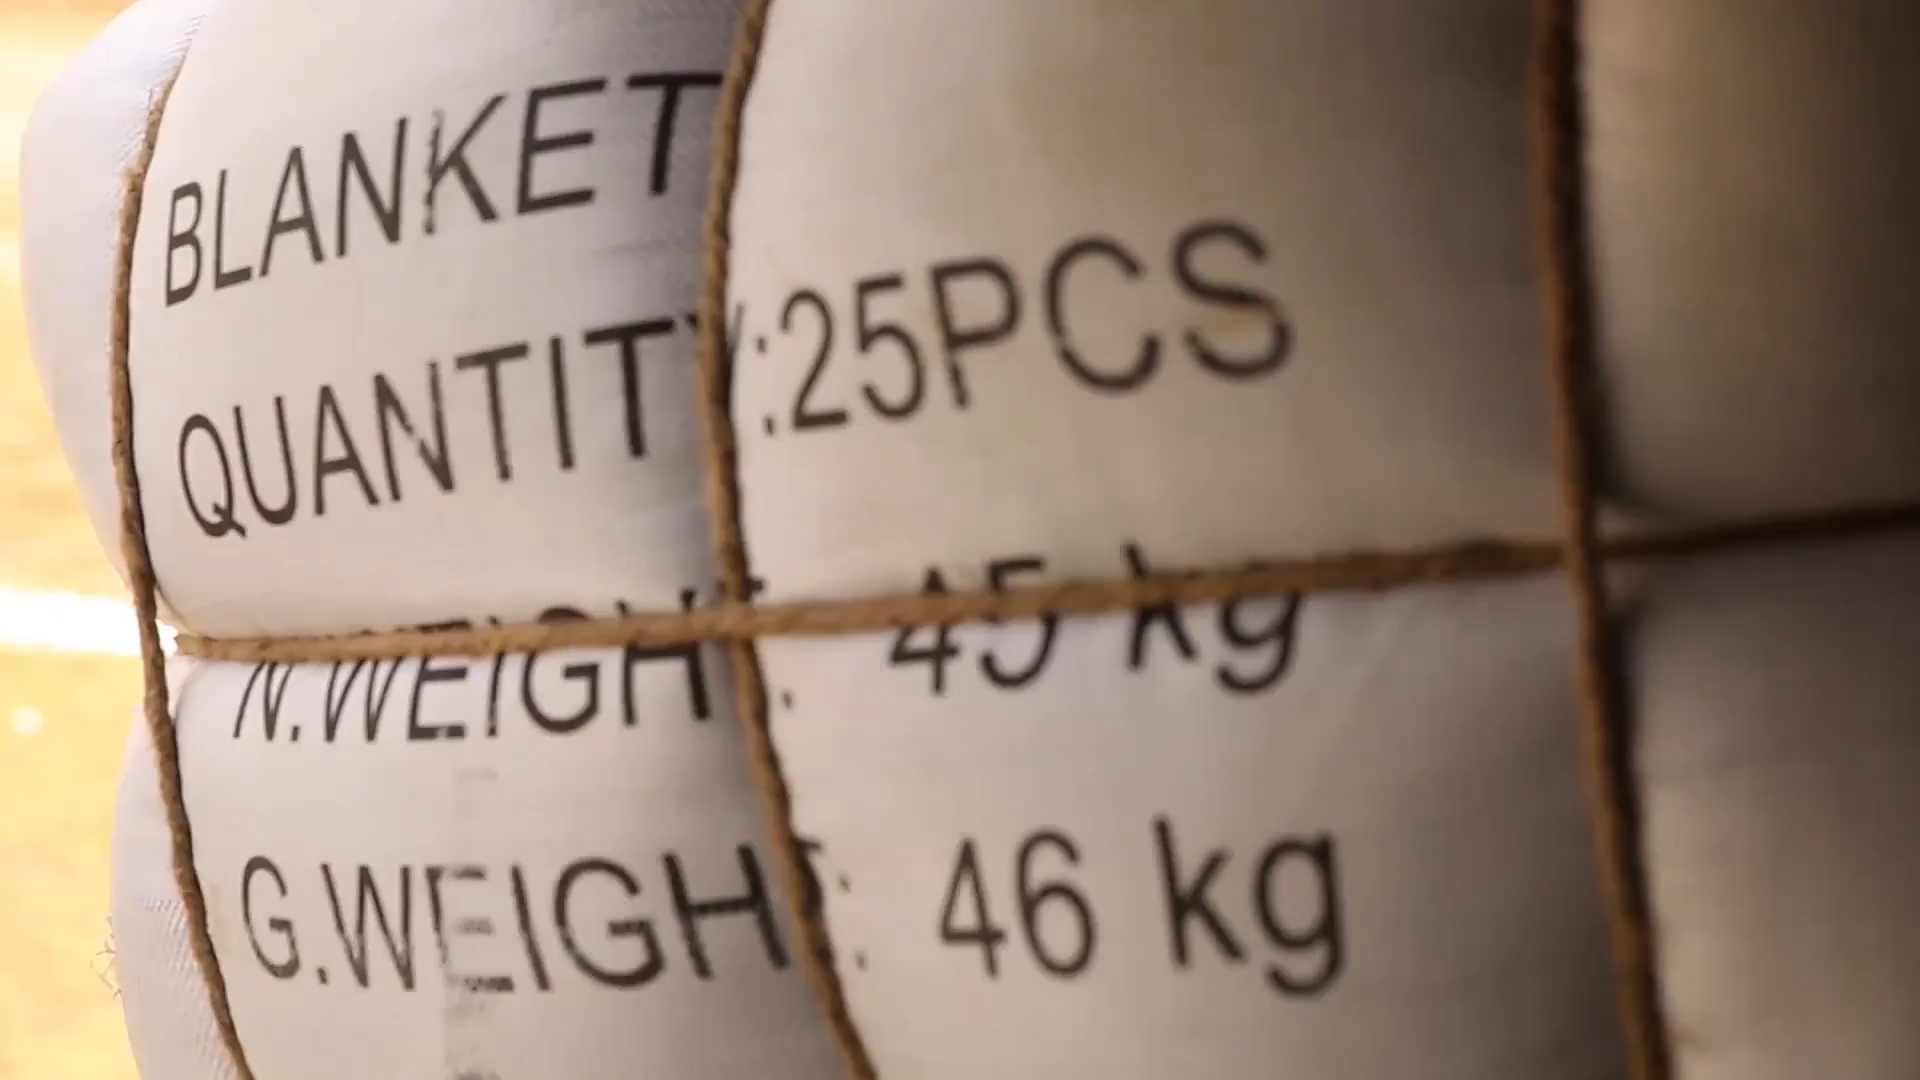 BLANKET
QUANTITY:25PCS
N.WEIGHT: 45 kg
G.WEIGHT: 46 kg